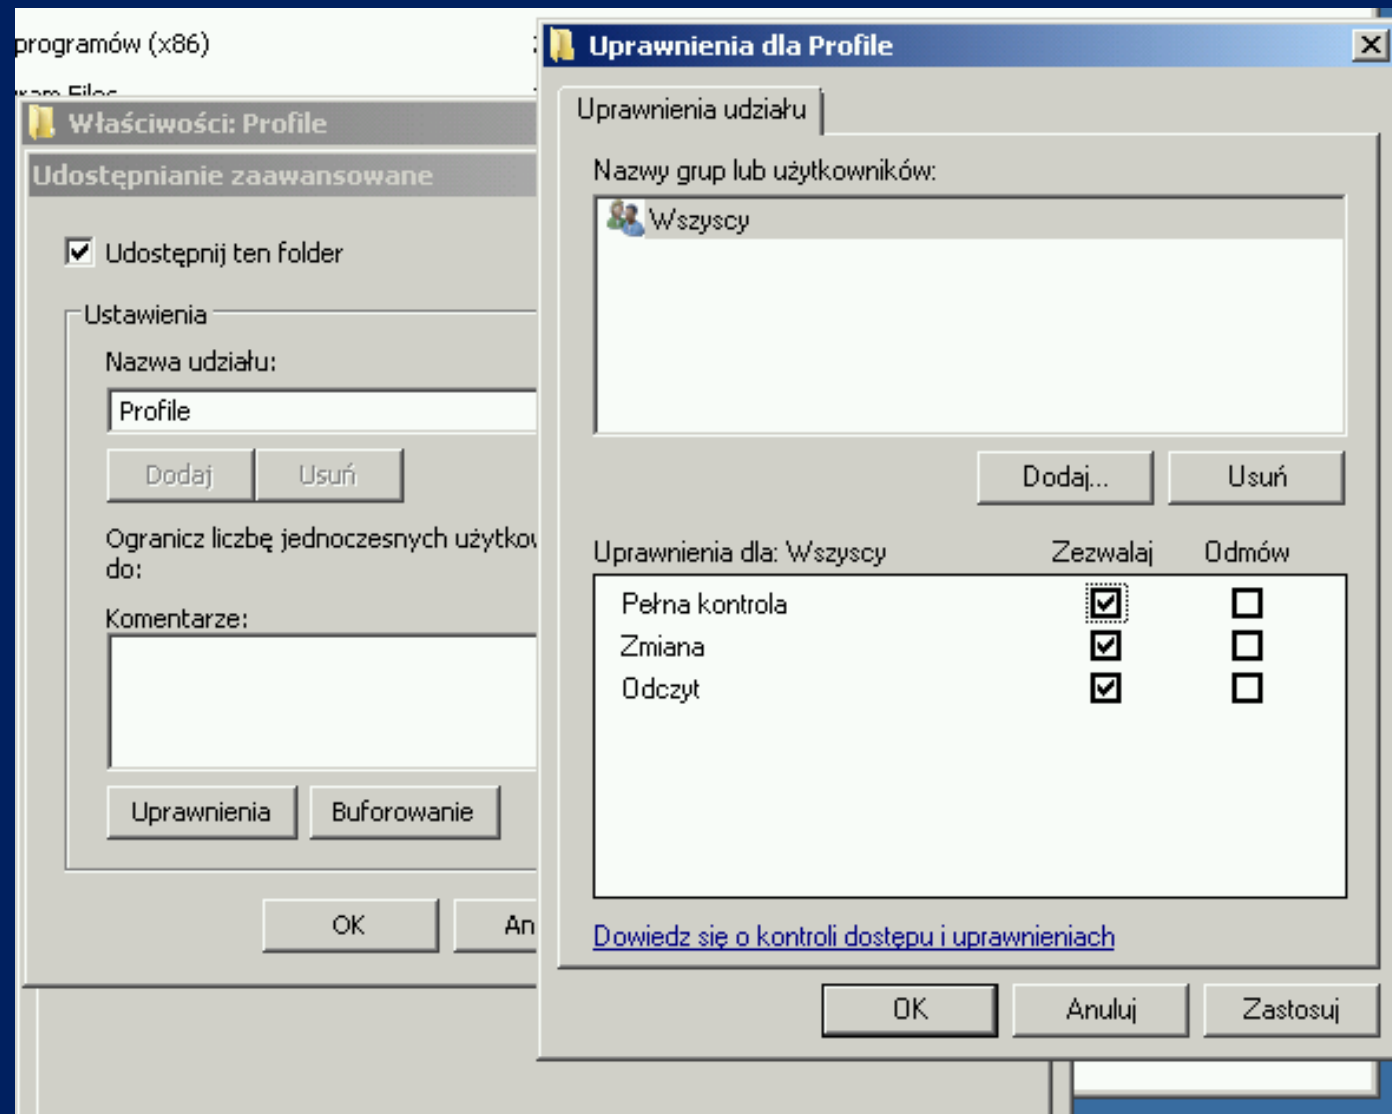 programów (x86)
Właściwości: Profile
Udostępnianie zaawansowane
Udostępnij ten folder
Ustawienia
Nazwa udziału:
Profile
Dodaj
Usuń
Ogranicz liczbę jednoczesnych
do:
Komentarze:
Uprawnienia
Buforowanie
OK
Uprawnienia dla Profile
Uprawnienia udziału
Nazwy grup lub użytkowników:
Wszyscy
Dodaj...
Usuń
Uprawnienia dla: Wszyscy
Zezwalaj
Odmów
Pełna kontrola
Zmiana
Odczyt
Dowiedz się o kontroli dostępu i uprawnieniach
OK
Anuluj
Zastosuj